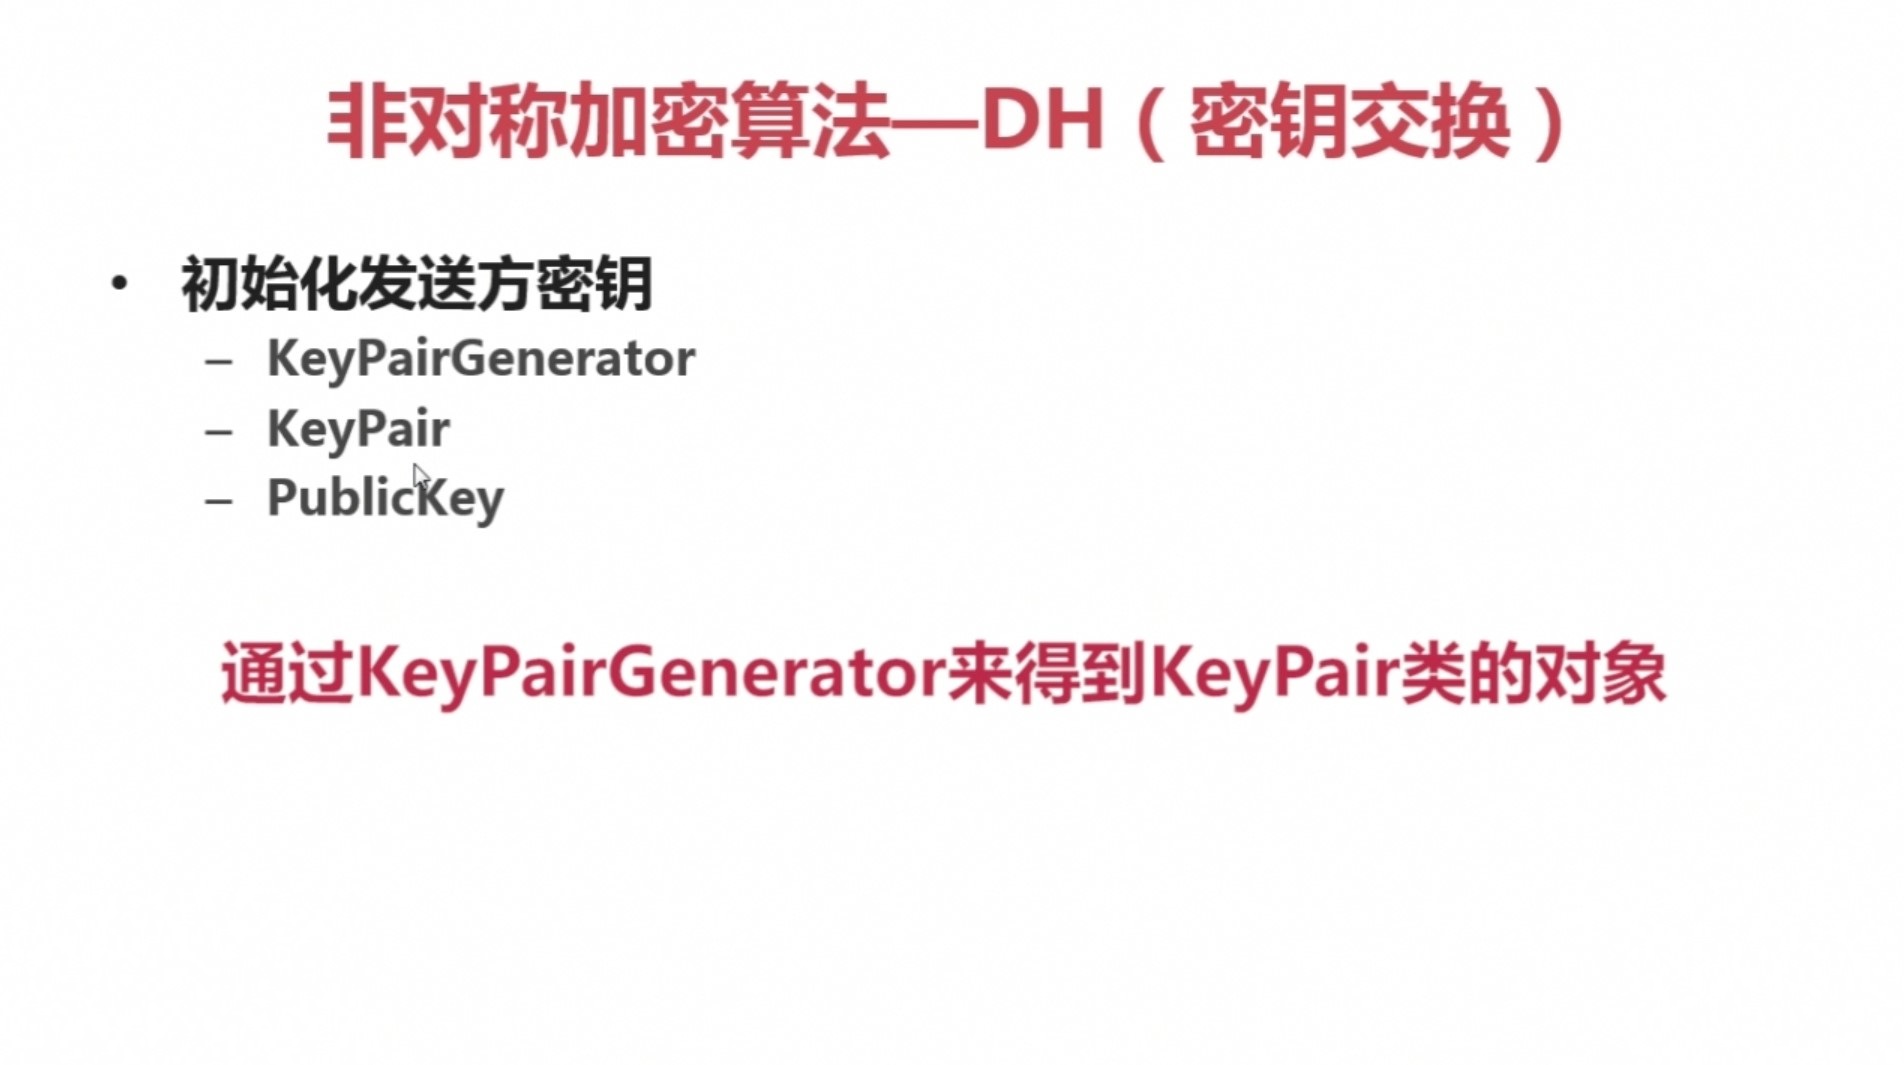 非对称加密算法—DH（密钥交换）
• 初始化发送方密钥
– KeyPairGenerator
– KeyPair
– PublicKey
通过KeyPairGenerator来得到KeyPair类的对象